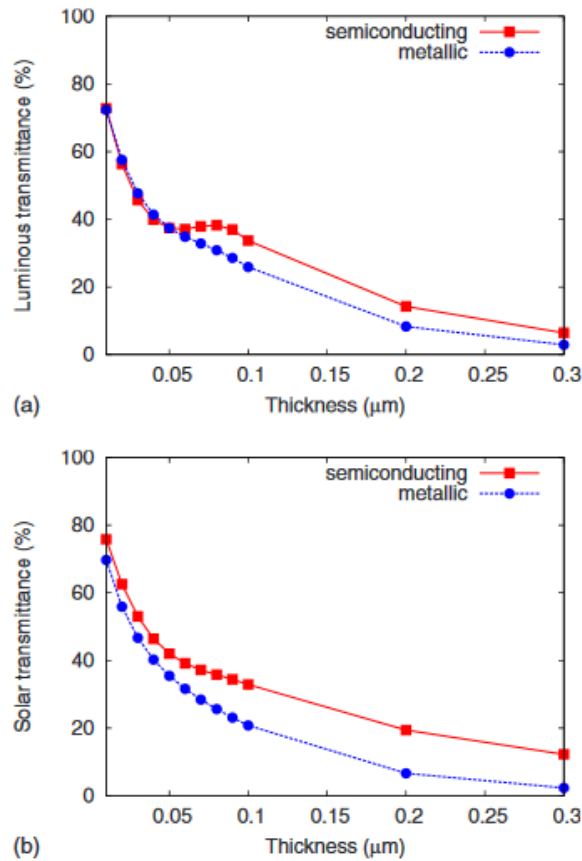 100
80
60
40
20
0
Luminous transmittance (%)
semiconducting
metallic
0.05 0.1 0.15 0.2 0.25 0.3
Thickness (μm)
(a)
100
80
60
40
20
0
Solar transmittance (%)
semiconducting
metallic
0.05 0.1 0.15 0.2 0.25 0.3
Thickness (μm)
(b)